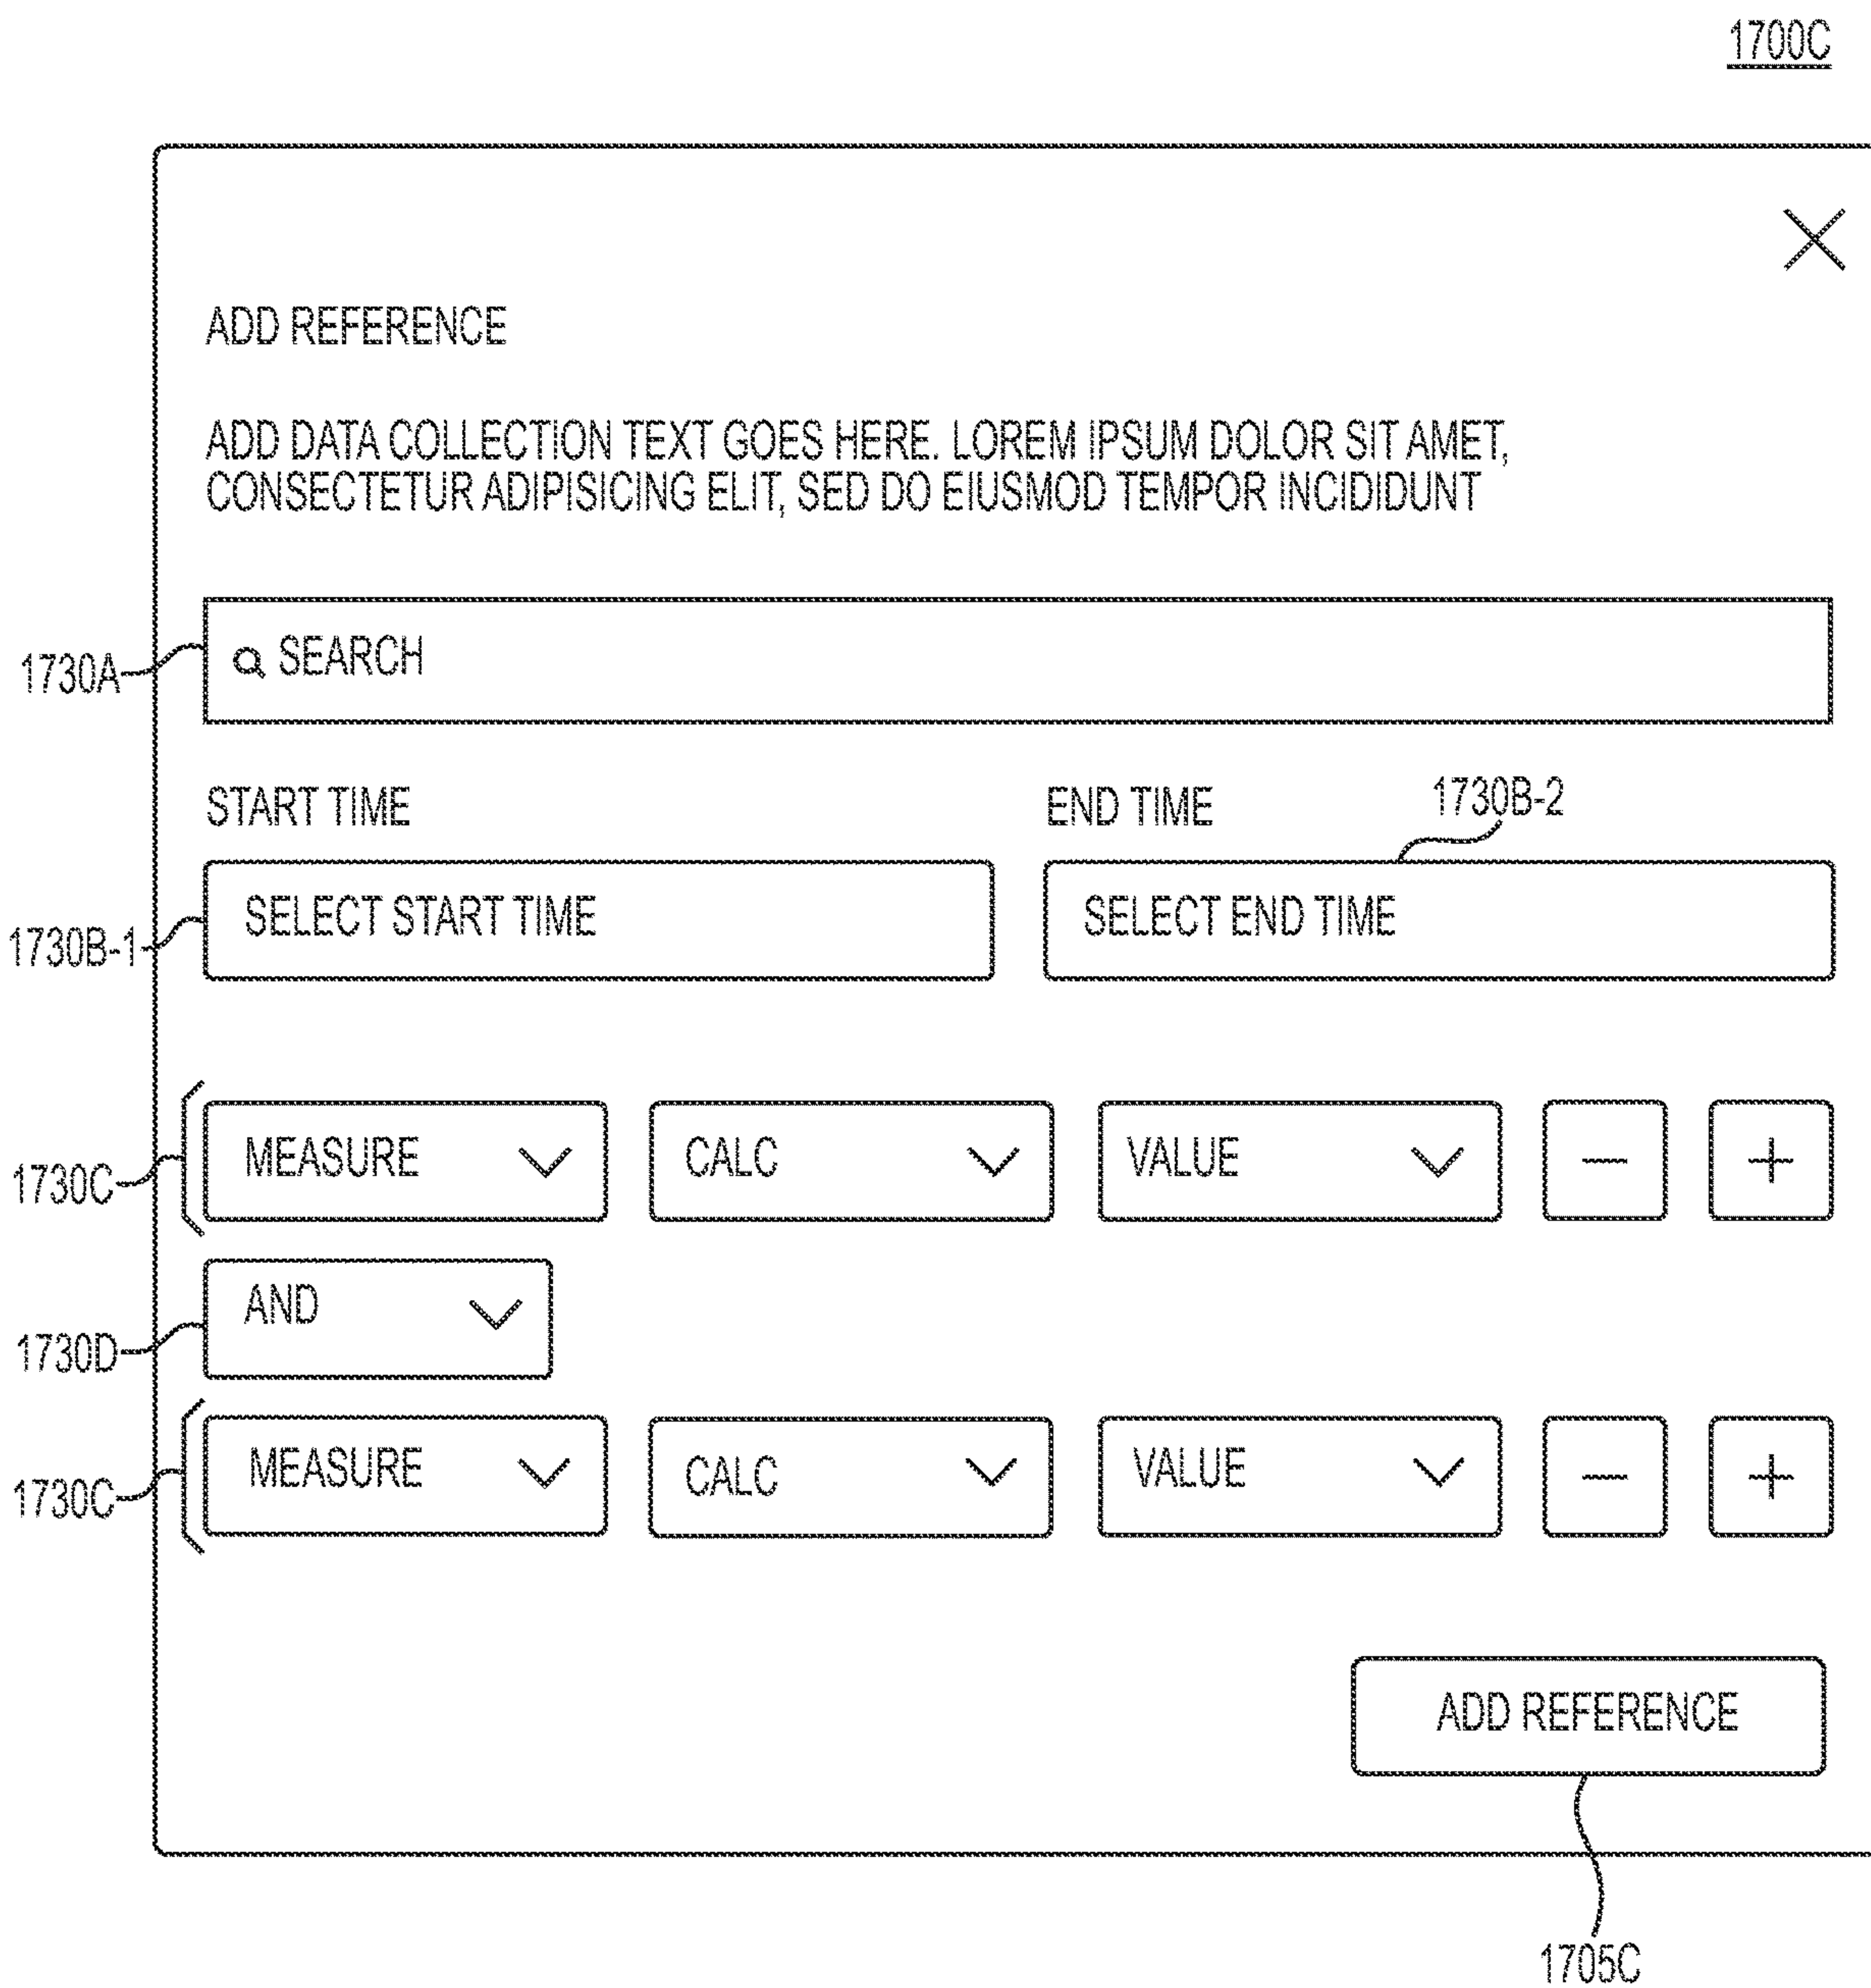 1700C
ADD REFERENCE
ADD DATA COLLECTION TEXT GOES HERE. LOREM IPSUM DOLOR SIT AMET,
CONSECTETUR ADIPISICING ELIT, SED DO EIUSMOD TEMPOR INCIDIDUNT
1730A
SEARCH
START TIME
END TIME
1730B-2
1730B-1
SELECT START TIME
SELECT END TIME
1730C
MEASURE
CALC
VALUE
−
+
1730D
AND
1730C
MEASURE
CALC
VALUE
−
+
ADD REFERENCE
1705C